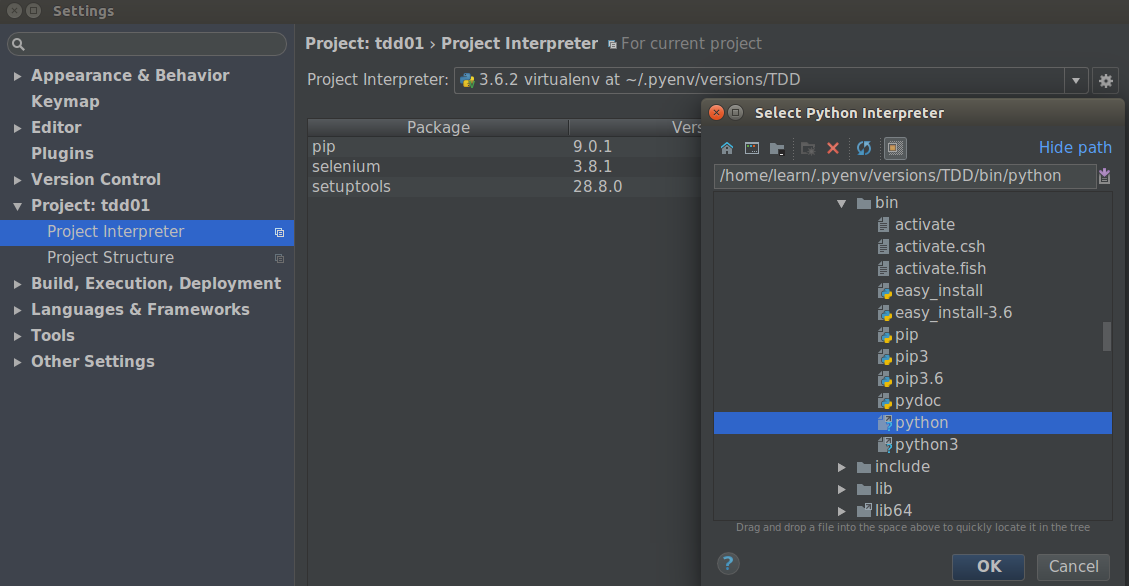 Settings
Appearance & Behavior
Keymap
Editor
Plugins
Version Control
Project: tdd01
Project Interpreter
Project Structure
Build, Execution, Deployment
Languages & Frameworks
Tools
Other Settings
Project: tdd01 › Project Interpreter For current project
Project Interpreter: 3.6.2 virtualenv at ~/.pyenv/versions/TDD
Package Vers
pip 9.0.1
selenium 3.8.1
setuptools 28.8.0
Select Python Interpreter
Hide path
/home/learn/.pyenv/versions/TDD/bin/python
bin
activate
activate.csh
activate.fish
easy_install
easy_install-3.6
pip
pip3
pip3.6
pydoc
python
python3
include
lib
lib64
Drag and drop a file into the space above to quickly locate it in the tree
? OK Cancel